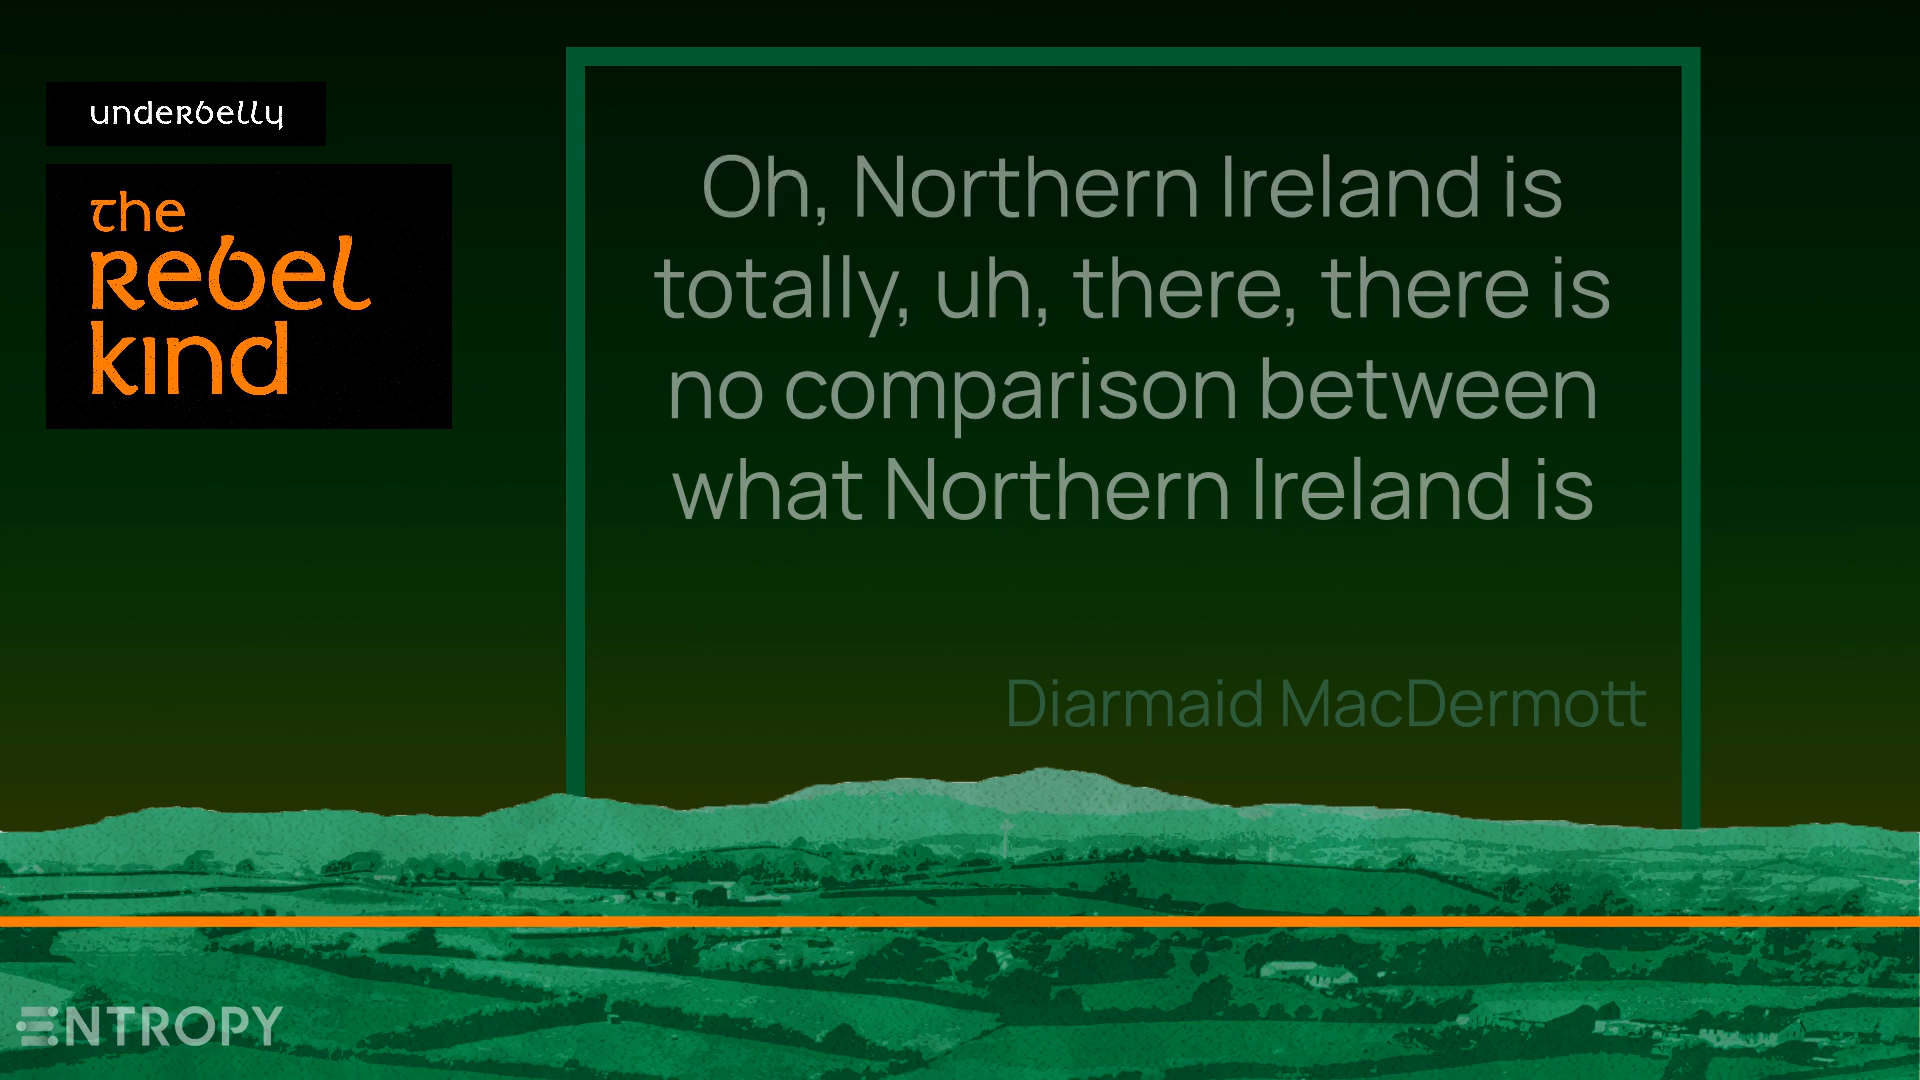 underbelly
the
Rebel
kind
Oh, Northern Ireland is
totally, uh, there, there is
no comparison between
what Northern Ireland is
Diarmaid MacDermott
ENTROPY